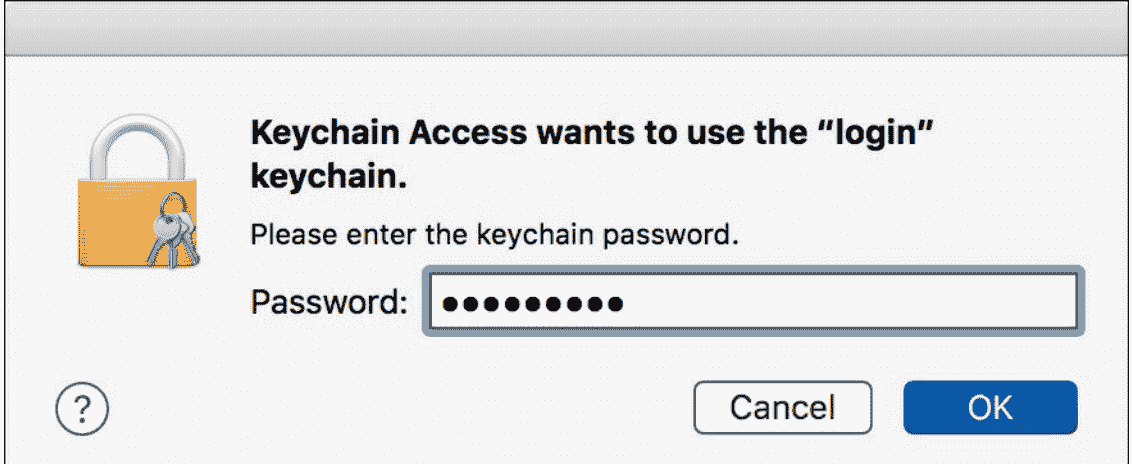 Keychain Access wants to use the “login”
keychain.
Please enter the keychain password.
Password: ●●●●●●●●●
? Cancel OK